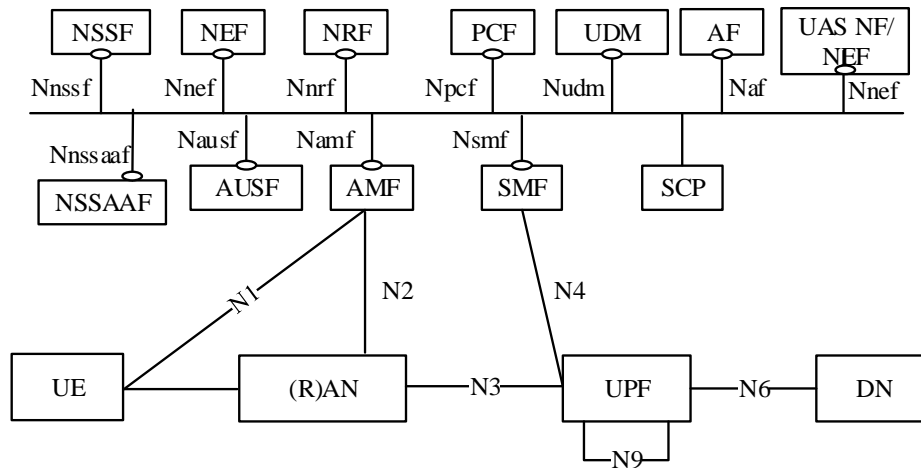 NSSF NEF NRF PCF UDM AF UAS NF/
NEF
Nnssf Nnef Nnrf Npcf Nudm Naf Nnef
Nnssaaf Nausf Namf Nsmf
NSSAAF AUSF AMF SMF SCP
N1 N2 N4
UE (R)AN N3 UPF N6 DN
N9